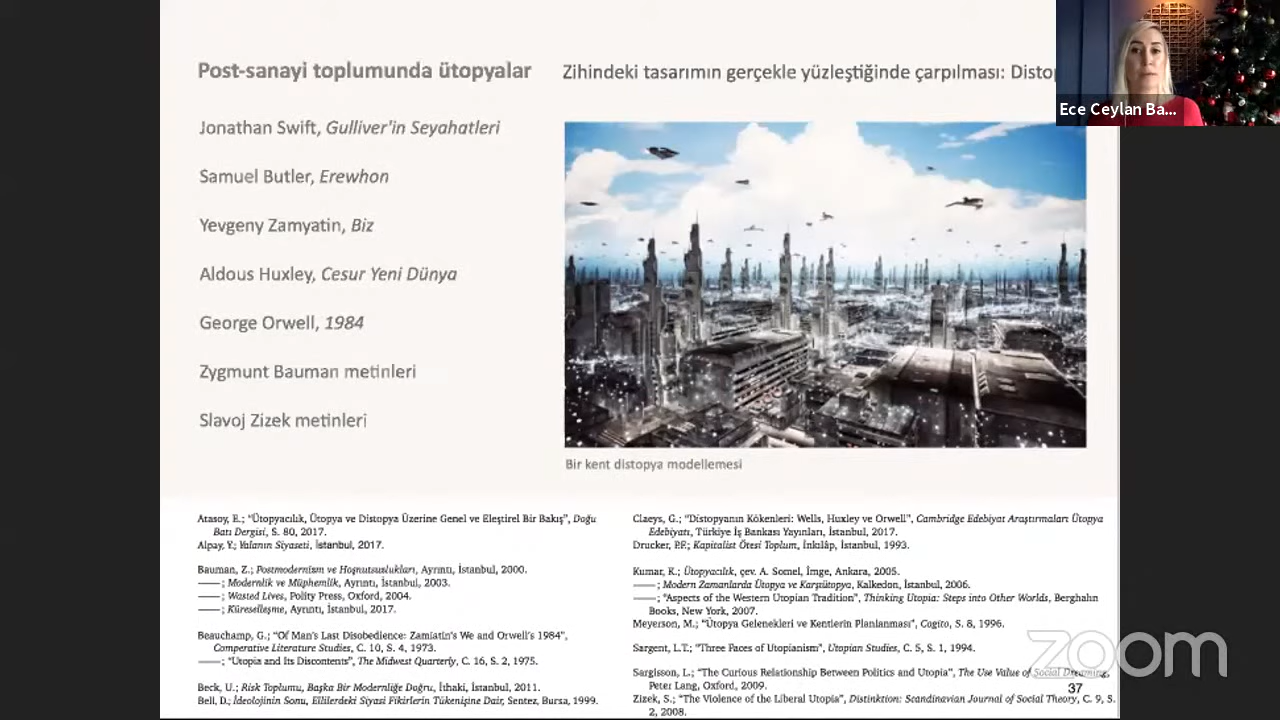 Post-sanayi toplumunda ütopyalar
Jonathan Swift, Gulliver'in Seyahatleri
Samuel Butler, Erewhon
Yevgeny Zamyatin, Biz
Aldous Huxley, Cesur Yeni Dünya
George Orwell, 1984
Zygmunt Bauman metinleri
Slavoj Zizek metinleri
Zihindeki tasarımın gerçekle yüzleştiğinde çarpılması: Distop
Ece Ceylan Ba...
Bir kent distopya modellemesi
Atasoy, E.; "Ütopyacılık, Ütopya ve Distopya Üzerine Genel ve Eleştirel Bir Bakış", Doğu
Batı Dergisi, S. 80, 2017.
Alpay, Y.; Yalanın Siyaseti, İstanbul, 2017.
Bauman, Z.; Postmodernizm ve Hoşnutsuslukları, Ayrıntı, İstanbul, 2000.
——; Modernlik ve Müphemlik, Ayrıntı, İstanbul, 2003.
——; Wasted Lives, Polity Press, Oxford, 2004.
——; Küreselleşme, Ayrıntı, İstanbul, 2017.
Beauchamp, G.; "Of Man's Last Disobedience: Zamiatin's We and Orwell's 1984",
Comperative Literature Studies, C. 10, S. 4, 1973.
——; "Utopia and Its Discontents", The Midwest Quarterly, C. 16, S. 2, 1975.
Beck, U.; Risk Toplumu, Başka Bir Modernliğe Doğru, İthaki, İstanbul, 2011.
Bell, D.; İdeolojinin Sonu, Ellilerdeki Siyasi Fikirlerin Tükenişine Dair, Sentez, Bursa, 1999.
Claeys, G.; "Distopyanın Kökenleri: Wells, Huxley ve Orwell", Cambridge Edebiyat Araştırmaları Ütopya
Edebiyatı, Türkiye İş Bankası Yayınları, İstanbul, 2017.
Drucker, P.F.; Kapitalist Ötesi Toplum, İnkılâp, İstanbul, 1993.
Kumar, K.; Ütopyacılık, çev. A. Somel, İmge, Ankara, 2005.
——; Modern Zamanlarda Ütopya ve Karşıütopya, Kalkedon, İstanbul, 2006.
——; "Aspects of the Western Utopian Tradition", Thinking Utopia: Steps into Other Worlds, Berghahn
Books, New York, 2007.
Meyerson, M.; "Ütopya Gelenekleri ve Kentlerin Planlanması", Cogito, S. 8, 1996.
Sargent, L.T.; "Three Faces of Utopianism", Utopian Studies, C. 5, S. 1, 1994.
Sargisson, L.; "The Curious Relationship Between Politics and Utopia", The Use Value of Social Dreaming,
Peter Lang, Oxford, 2009.
Zizek, S.; "The Violence of the Liberal Utopia", Distinktion: Scandinavian Journal of Social Theory, C. 9, S.
2, 2008.
37
zoom